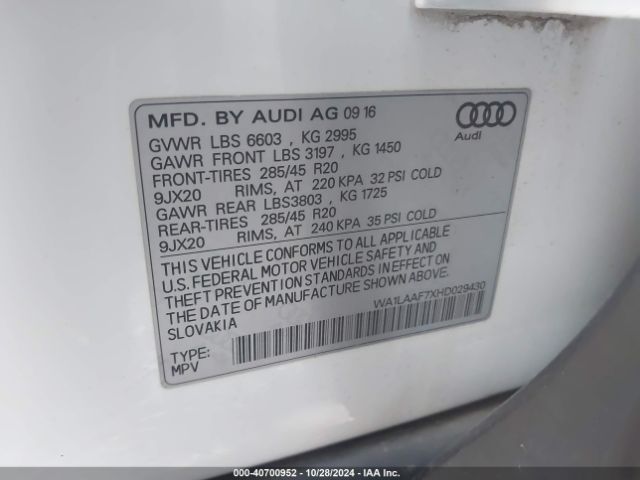 MFD. BY AUDI AG 09 16
Audi
GVWR LBS 6603 , KG 2995
GAWR FRONT LBS 3197 , KG 1450
FRONT-TIRES 285/45 R20
9JX20 RIMS, AT 220 KPA 32 PSI COLD
GAWR REAR LBS3803 , KG 1725
REAR-TIRES 285/45 R20
9JX20 RIMS, AT 240 KPA 35 PSI COLD
THIS VEHICLE CONFORMS TO ALL APPLICABLE
U.S. FEDERAL MOTOR VEHICLE SAFETY AND
THEFT PREVENTION STANDARDS IN EFFECT ON
THE DATE OF MANUFACTURE SHOWN ABOVE.
SLOVAKIA
WA1LAAF7XHD029430
TYPE:
MPV
000-40700952 - 10/28/2024 - IAA Inc.